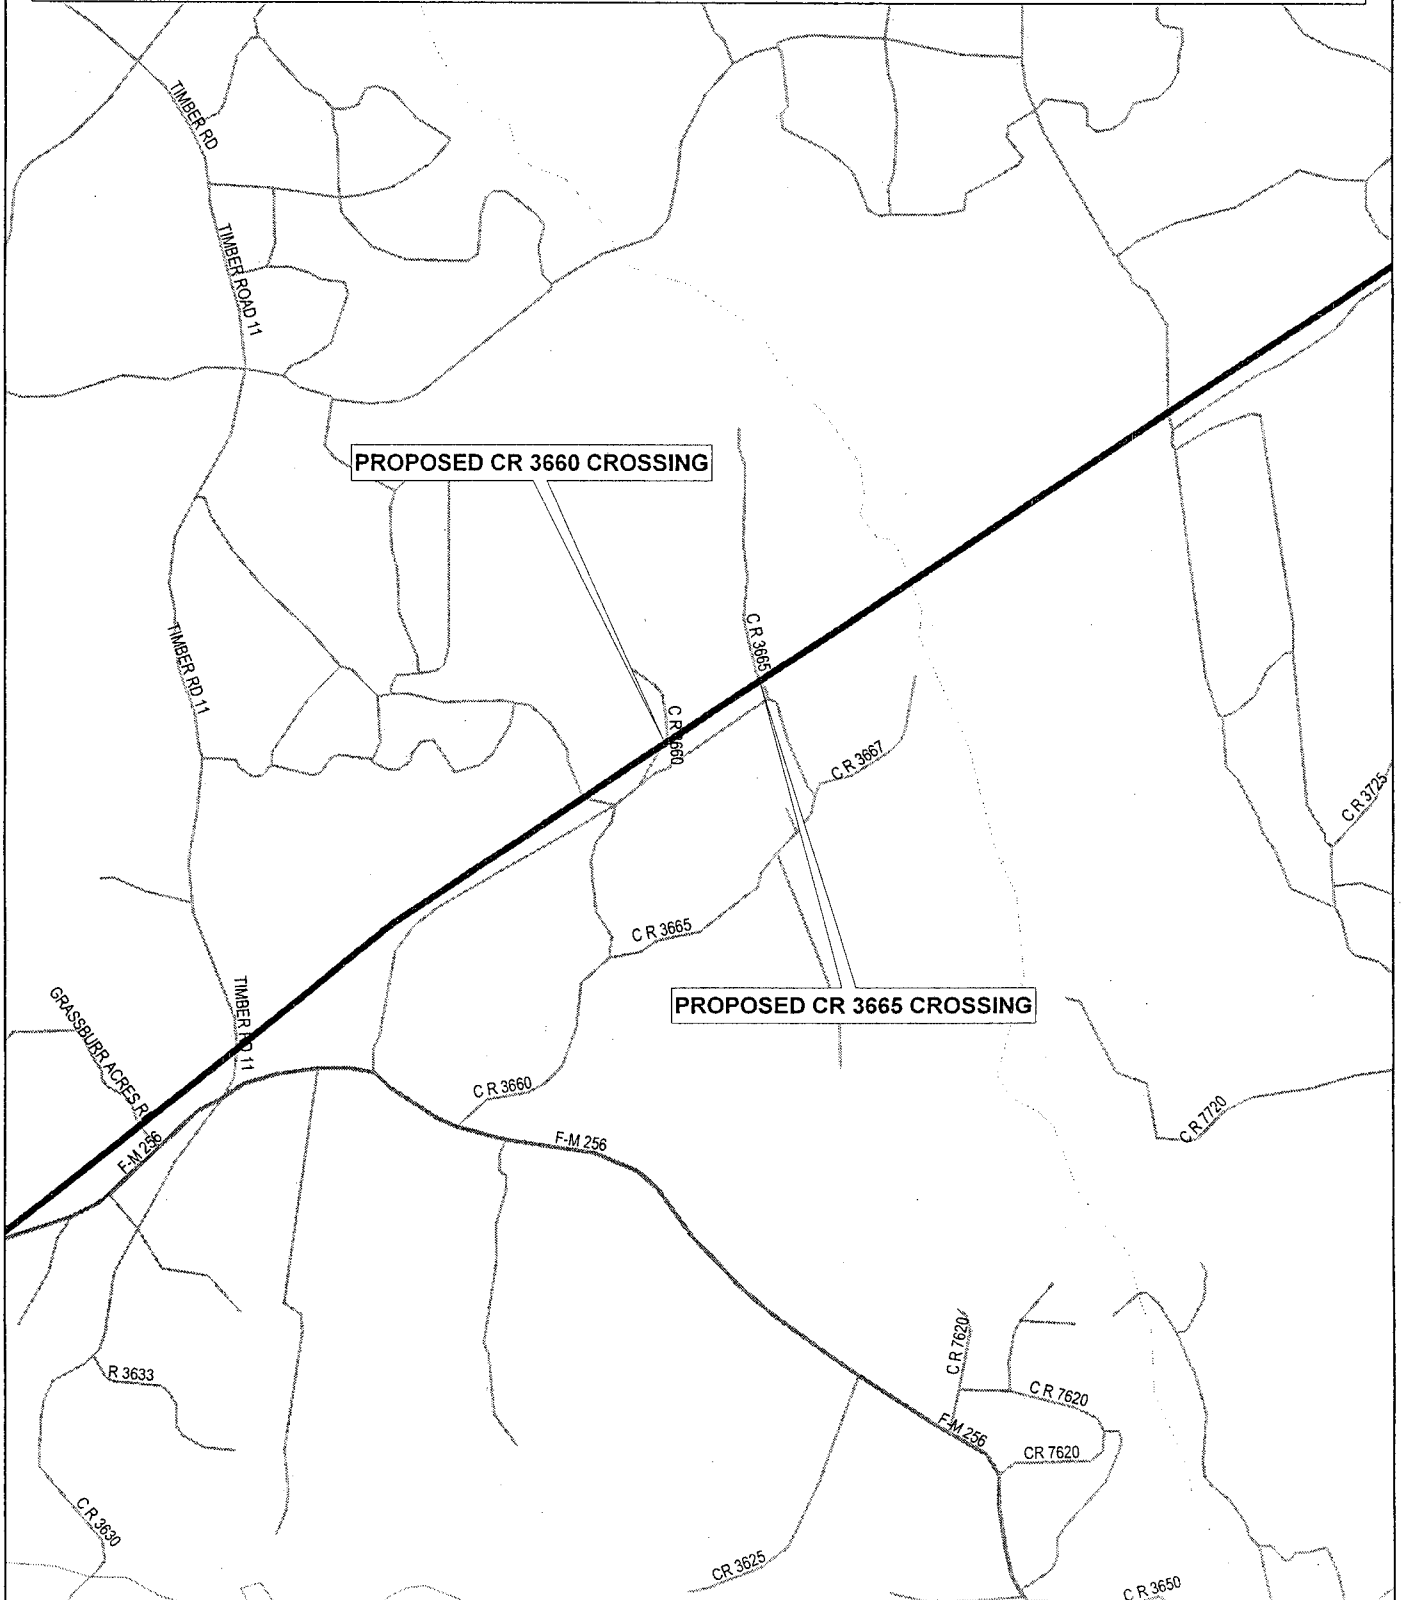 TIMBER RD
TIMBER ROAD 11
PROPOSED CR 3660 CROSSING
C R 3665
TIMBER RD 11
C R 3660
C R 3667
C R 3725
C R 3665
TIMBER RD 11
PROPOSED CR 3665 CROSSING
GRASSBURR ACRES R
C R 3660
C R 7720
F-M 256
F-M 256
C R 7620
R 3633
C R 7620
F-M 256
CR 7620
C R 3630
CR 3625
C R 3650